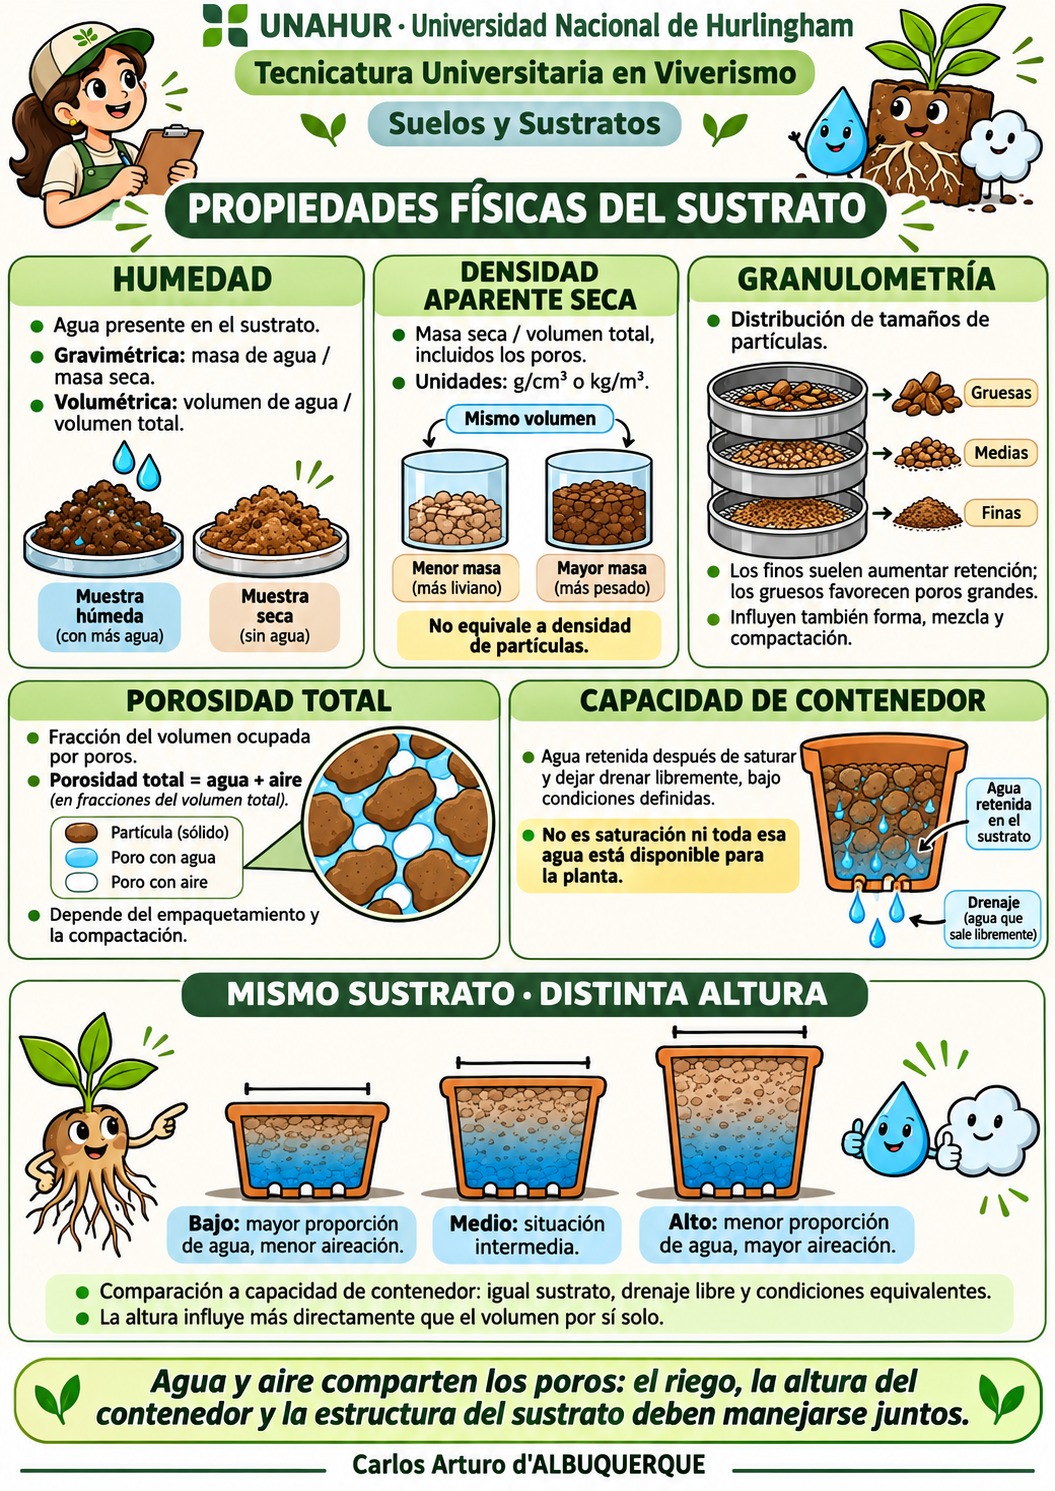 UNAHUR · Universidad Nacional de Hurlingham
Tecnicatura Universitaria en Viverismo
Suelos y Sustratos
PROPIEDADES FÍSICAS DEL SUSTRATO
HUMEDAD
Agua presente en el sustrato.
Gravimétrica: masa de agua /
masa seca.
Volumétrica: volumen de agua /
volumen total.
Muestra
húmeda
(con más agua)
Muestra
seca
(sin agua)
DENSIDAD
APARENTE SECA
Masa seca / volumen total,
incluidos los poros.
Unidades: g/cm³ o kg/m³.
Mismo volumen
Menor masa
(más liviano)
Mayor masa
(más pesado)
No equivale a densidad
de partículas.
GRANULOMETRÍA
Distribución de tamaños de
partículas.
Gruesas
Medias
Finas
Los finos suelen aumentar retención;
los gruesos favorecen poros grandes.
Influyen también forma, mezcla y
compactación.
POROSIDAD TOTAL
Fracción del volumen ocupada
por poros.
Porosidad total = agua + aire
(en fracciones del volumen total).
Partícula (sólido)
Poro con agua
Poro con aire
Depende del empaquetamiento y
la compactación.
CAPACIDAD DE CONTENEDOR
Agua retenida después de saturar
y dejar drenar libremente, bajo
condiciones definidas.
No es saturación ni toda esa
agua está disponible para
la planta.
Agua
retenida
en el
sustrato
Drenaje
(agua que
sale libremente)
MISMO SUSTRATO · DISTINTA ALTURA
Bajo: mayor proporción
de agua, menor aireación.
Medio: situación
intermedia.
Alto: menor proporción
de agua, mayor aireación.
Comparación a capacidad de contenedor: igual sustrato, drenaje libre y condiciones equivalentes.
La altura influye más directamente que el volumen por sí solo.
Agua y aire comparten los poros: el riego, la altura del
contenedor y la estructura del sustrato deben manejarse juntos.
Carlos Arturo d'ALBUQUERQUE